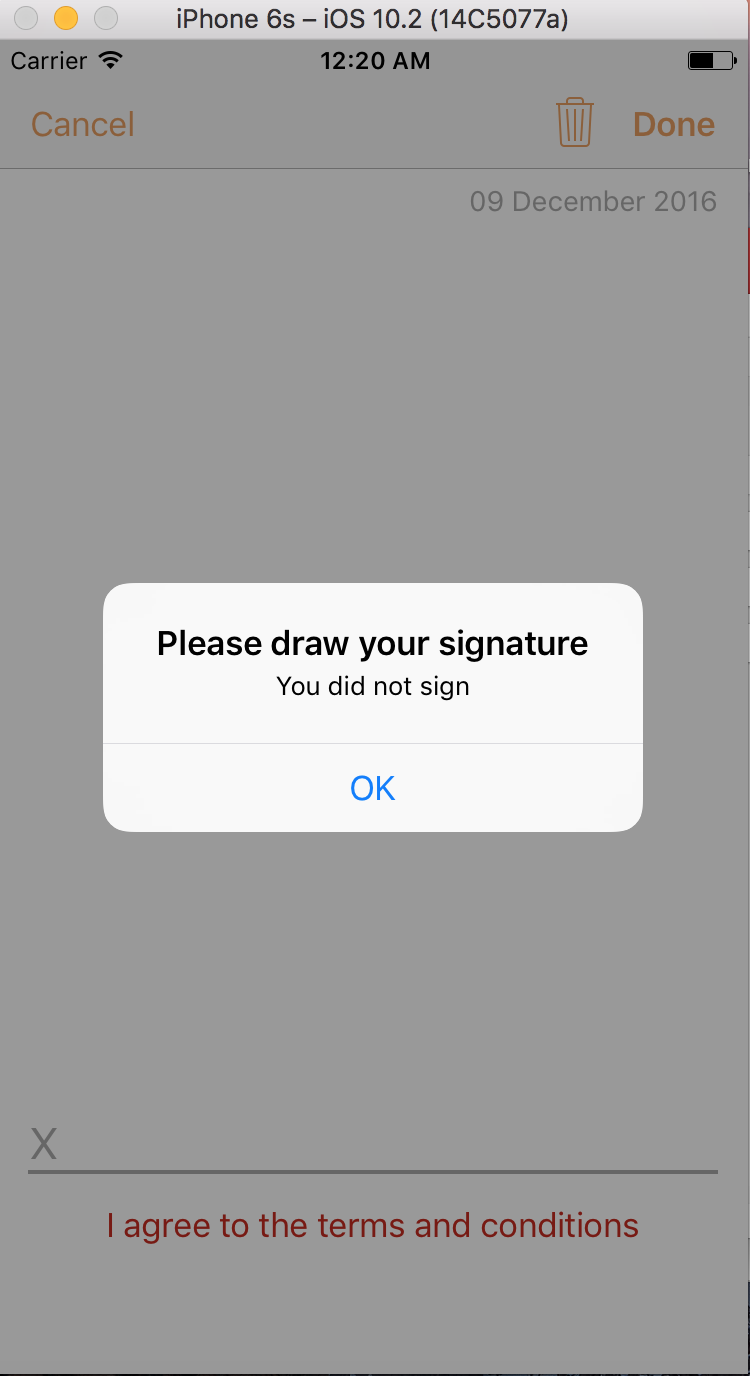 iPhone 6s – iOS 10.2 (14C5077a)
Carrier 12:20 AM
Cancel Done
09 December 2016
Please draw your signature
You did not sign
OK
X
I agree to the terms and conditions